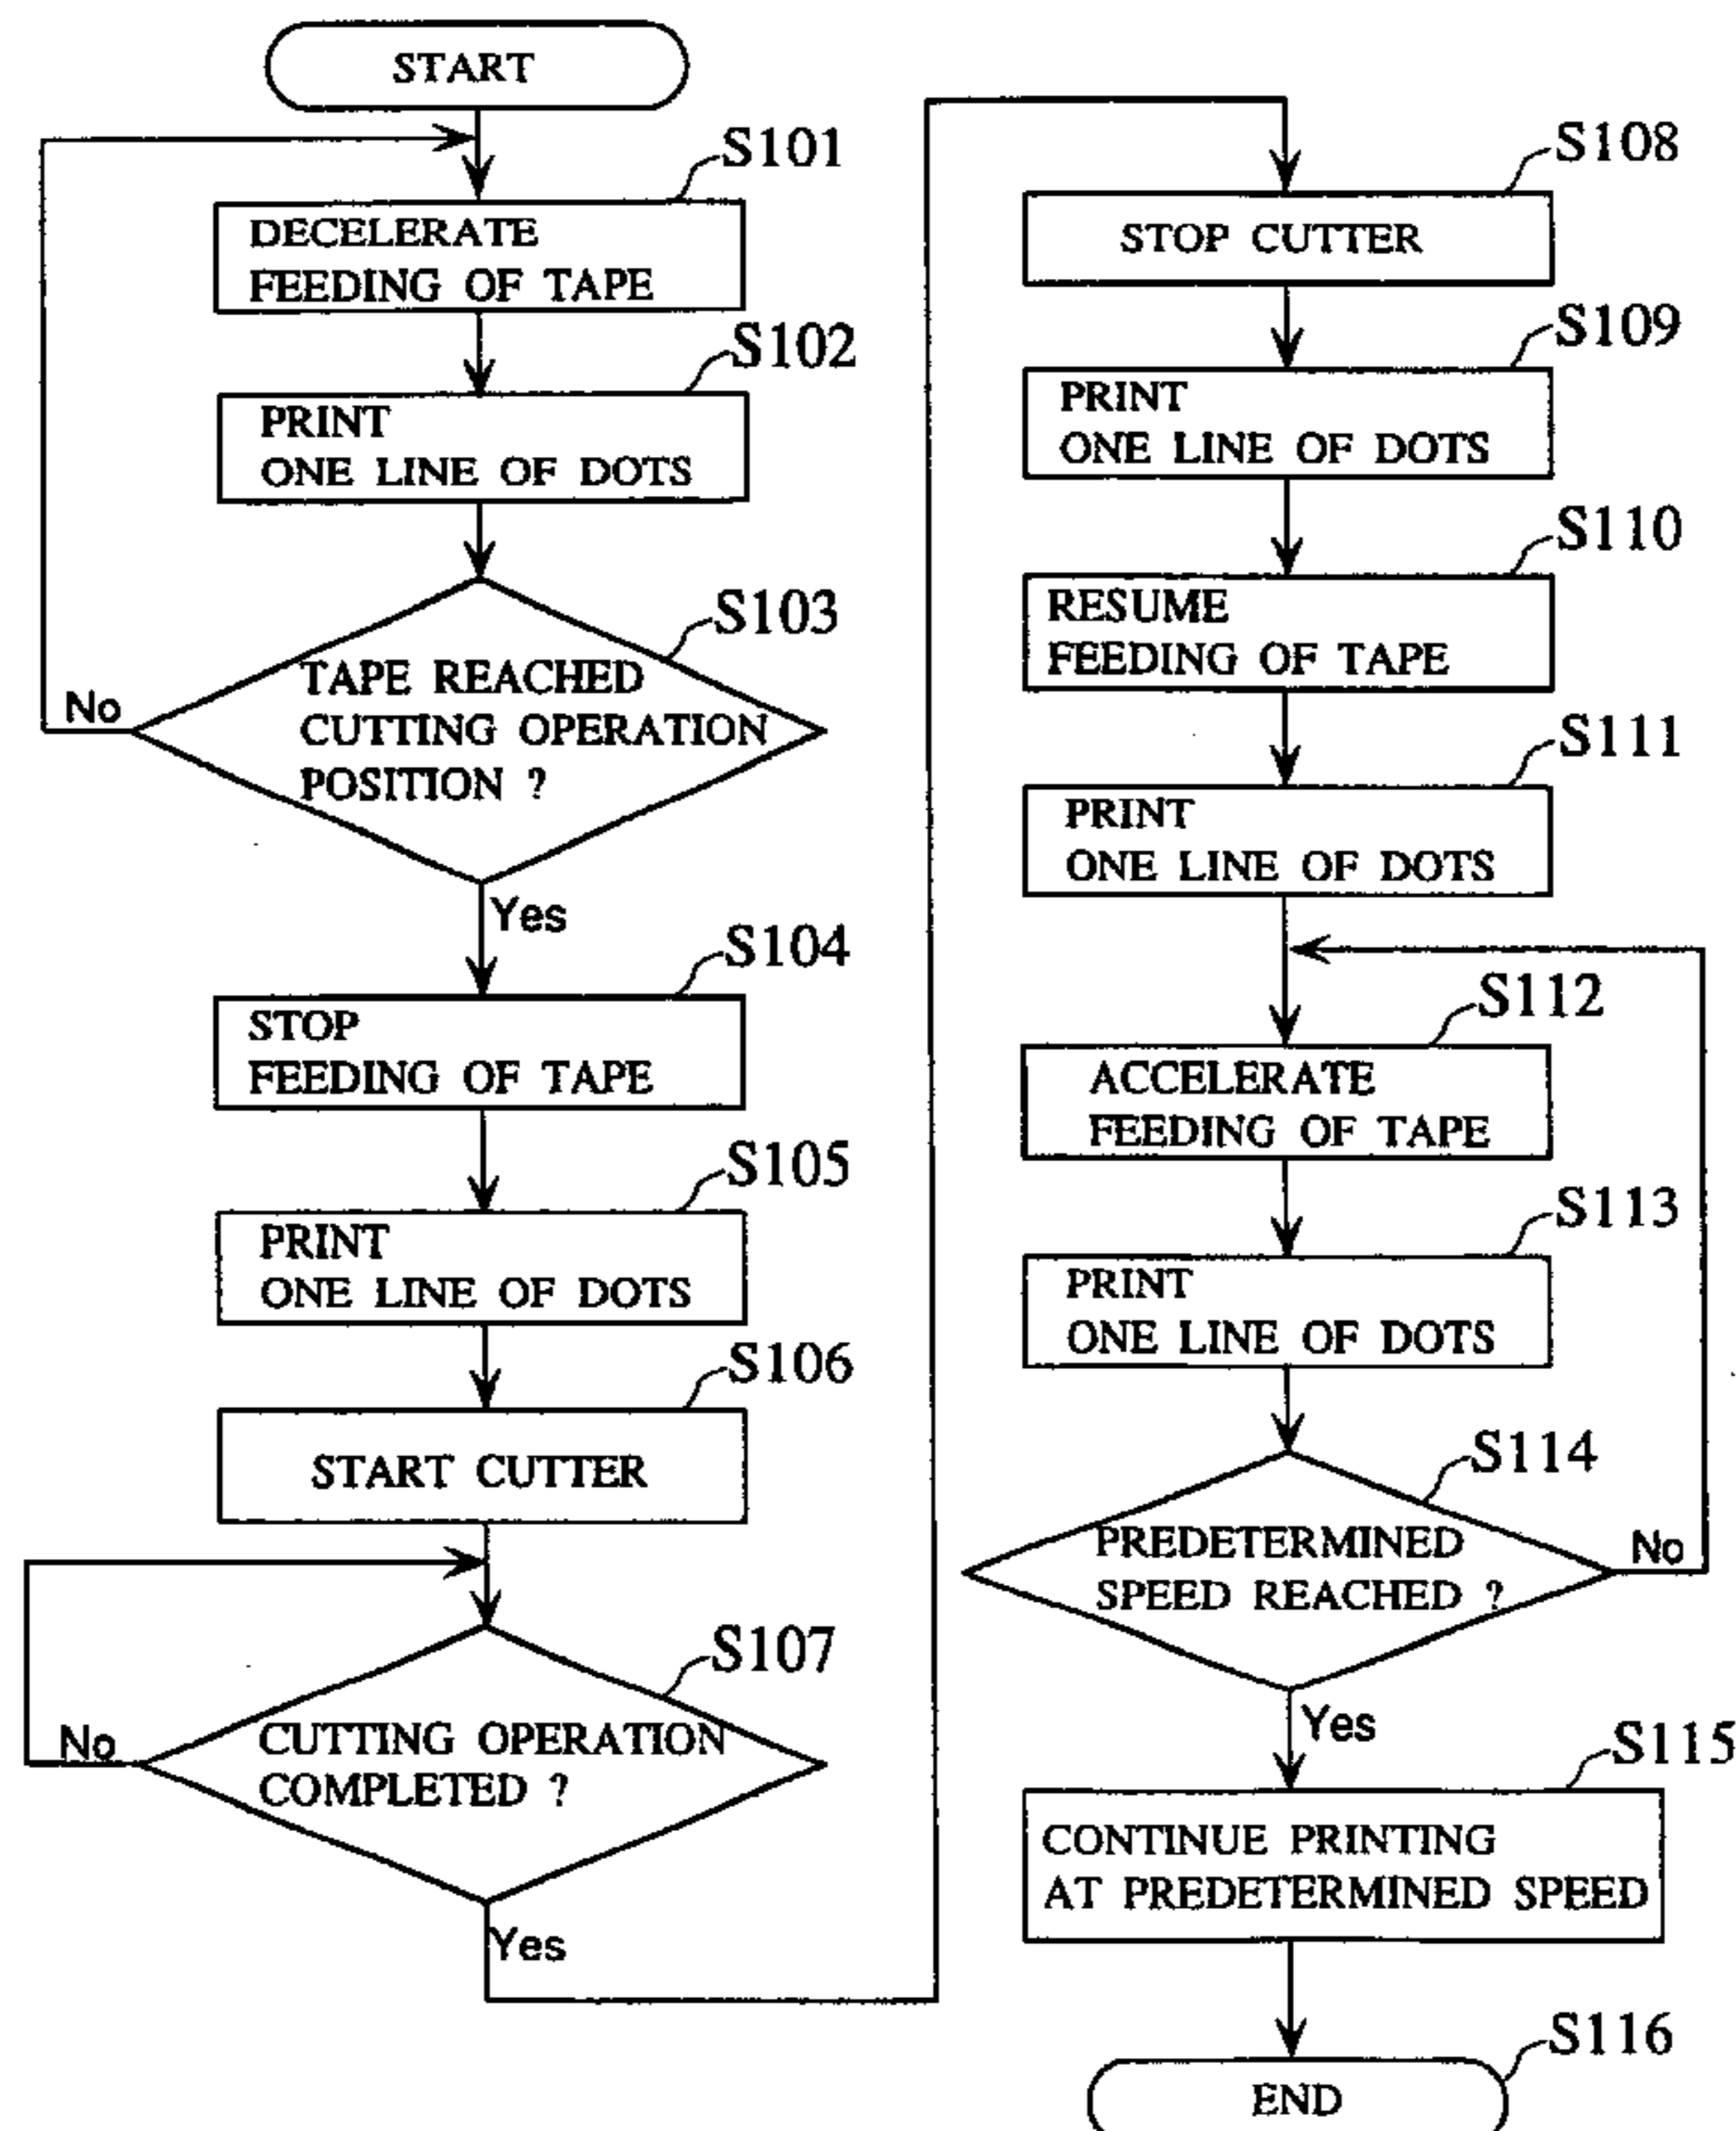 START
S101
DECELERATE
FEEDING OF TAPE
S102
PRINT
ONE LINE OF DOTS
S103
TAPE REACHED
CUTTING OPERATION
POSITION ?
No
Yes
S104
STOP
FEEDING OF TAPE
S105
PRINT
ONE LINE OF DOTS
S106
START CUTTER
S107
CUTTING OPERATION
COMPLETED ?
No
Yes
S108
STOP CUTTER
S109
PRINT
ONE LINE OF DOTS
S110
RESUME
FEEDING OF TAPE
S111
PRINT
ONE LINE OF DOTS
S112
ACCELERATE
FEEDING OF TAPE
S113
PRINT
ONE LINE OF DOTS
S114
PREDETERMINED
SPEED REACHED ?
No
Yes
S115
CONTINUE PRINTING
AT PREDETERMINED SPEED
S116
END